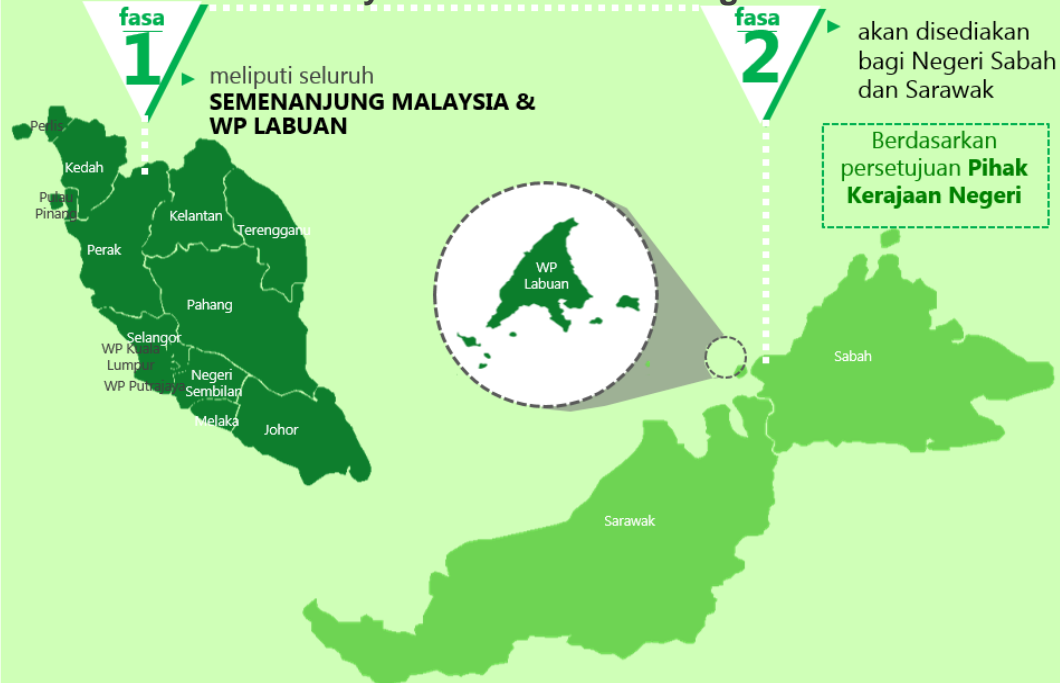 fasa
1
meliputi seluruh
SEMENANJUNG MALAYSIA &
WP LABUAN
fasa
2
akan disediakan
bagi Negeri Sabah
dan Sarawak
Berdasarkan
persetujuan Pihak
Kerajaan Negeri
Perlis
Kedah
Pulau
Pinang
Perak
Kelantan
Terengganu
Pahang
Selangor
WP Kuala
Lumpur
WP Putrajaya
Negeri
Sembilan
Melaka
Johor
WP
Labuan
Sabah
Sarawak